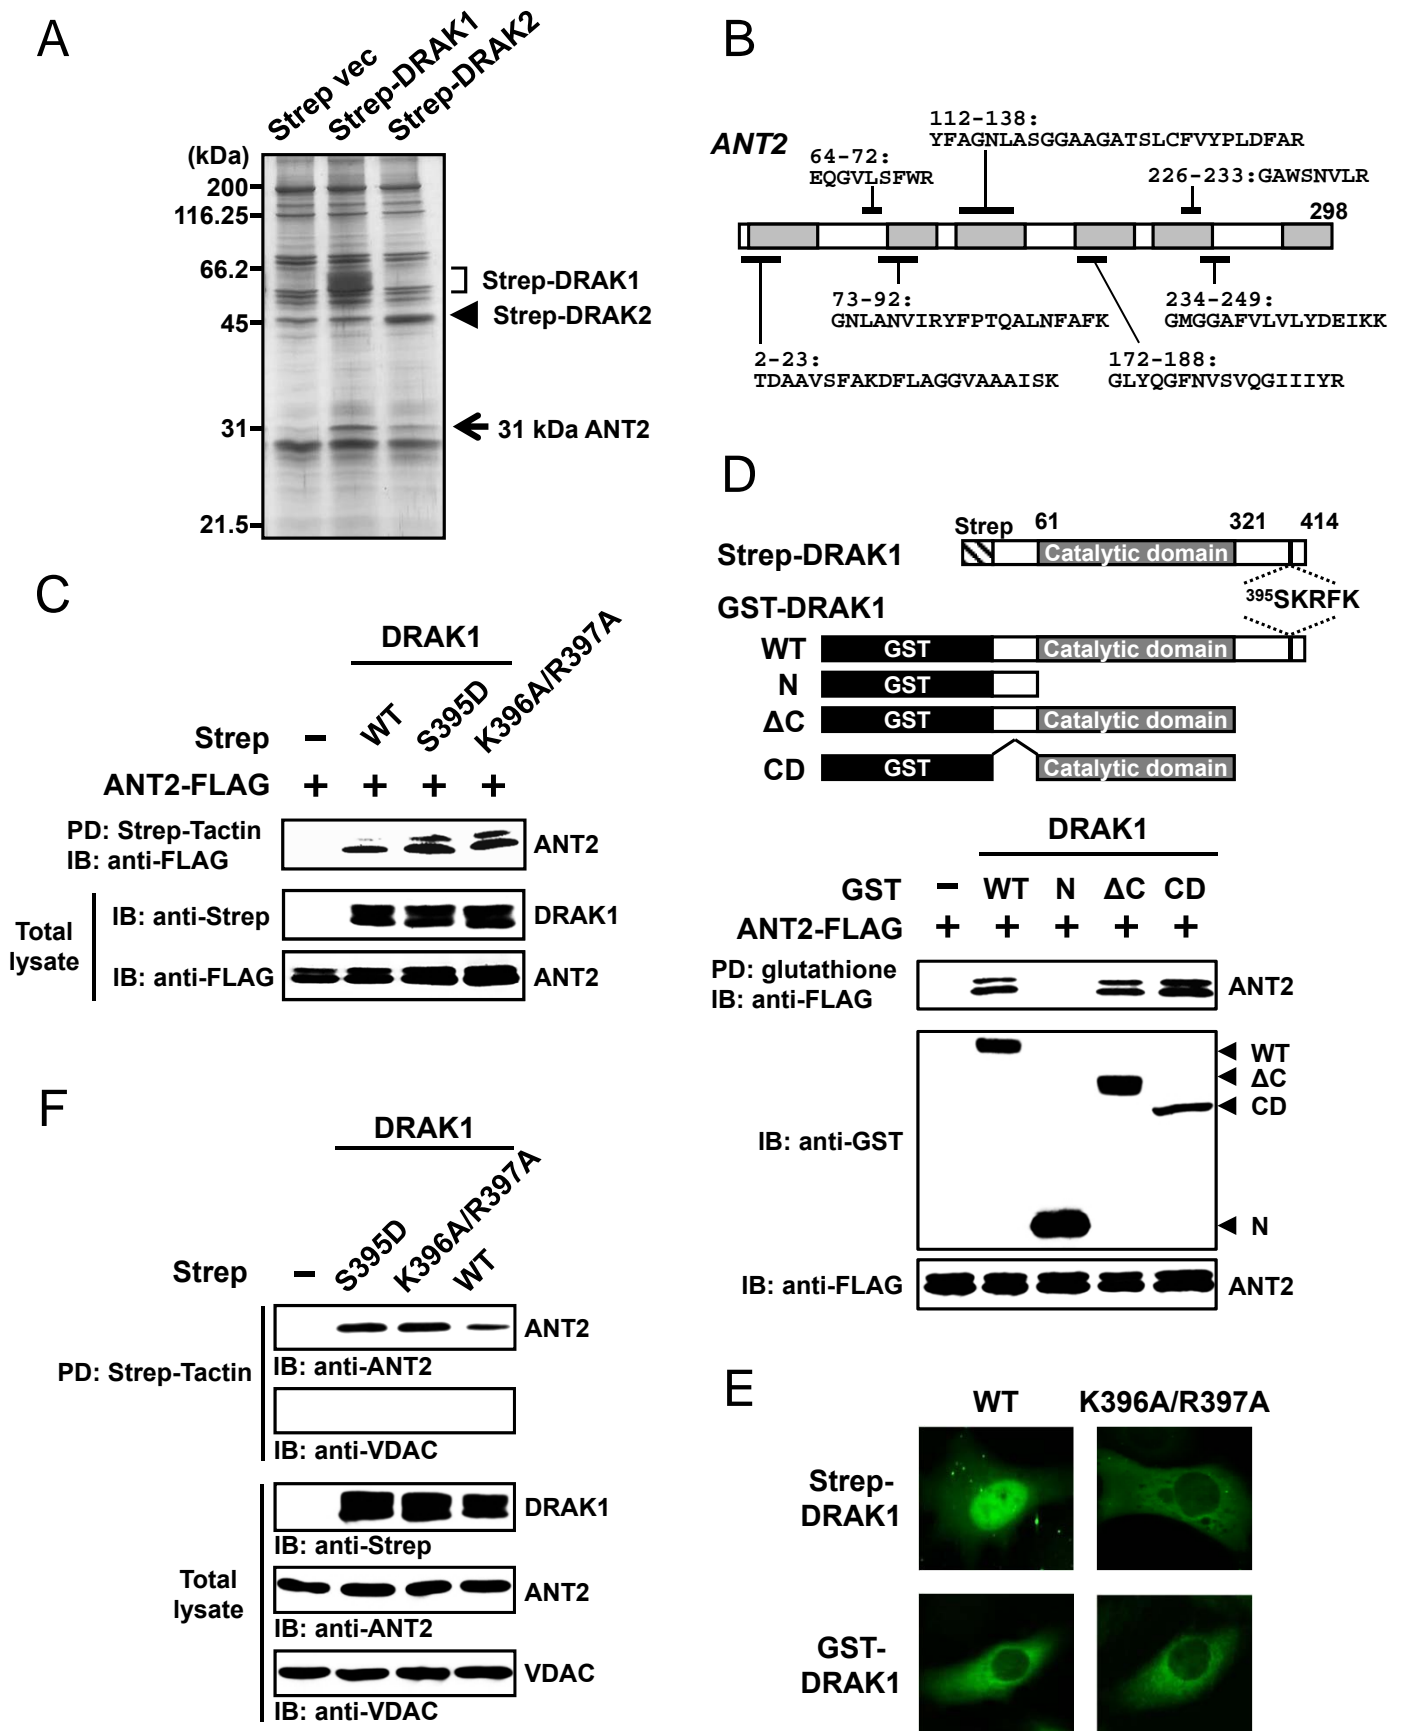 A
Strep vec
Strep-DRAK1
Strep-DRAK2
(kDa)
200
116.25
66.2
45
31
21.5
Strep-DRAK1
Strep-DRAK2
31 kDa ANT2
B
ANT2
112-138:
YFAGNLASGGAAGATSLCFVYPLDFAR
64-72:
EQGVLSFWR
226-233:GAWSNVLR
298
73-92:
GNLANVIRYFPTQALNFAFK
234-249:
GMGGAFVLVLYDEIKK
2-23:
TDAAVSFAKDFLAGGVAAAISK
172-188:
GLYQGFNVSVQGIIIYR
C
DRAK1
Strep – WT S395D K396A/R397A
ANT2-FLAG + + + +
PD: Strep-Tactin
IB: anti-FLAG
ANT2
Total
lysate
IB: anti-Strep
DRAK1
IB: anti-FLAG
ANT2
D
Strep 61 321 414
Strep-DRAK1 Catalytic domain
395SKRFK
GST-DRAK1
WT GST Catalytic domain
N GST
ΔC GST Catalytic domain
CD GST Catalytic domain
DRAK1
GST – WT N ΔC CD
ANT2-FLAG + + + + +
PD: glutathione
IB: anti-FLAG
ANT2
WT
ΔC
CD
IB: anti-GST
N
IB: anti-FLAG ANT2
E
WT K396A/R397A
Strep-
DRAK1
GST-
DRAK1
F
DRAK1
Strep – S395D K396A/R397A WT
PD: Strep-Tactin
ANT2
IB: anti-ANT2
IB: anti-VDAC
Total
lysate
DRAK1
IB: anti-Strep
ANT2
IB: anti-ANT2
VDAC
IB: anti-VDAC